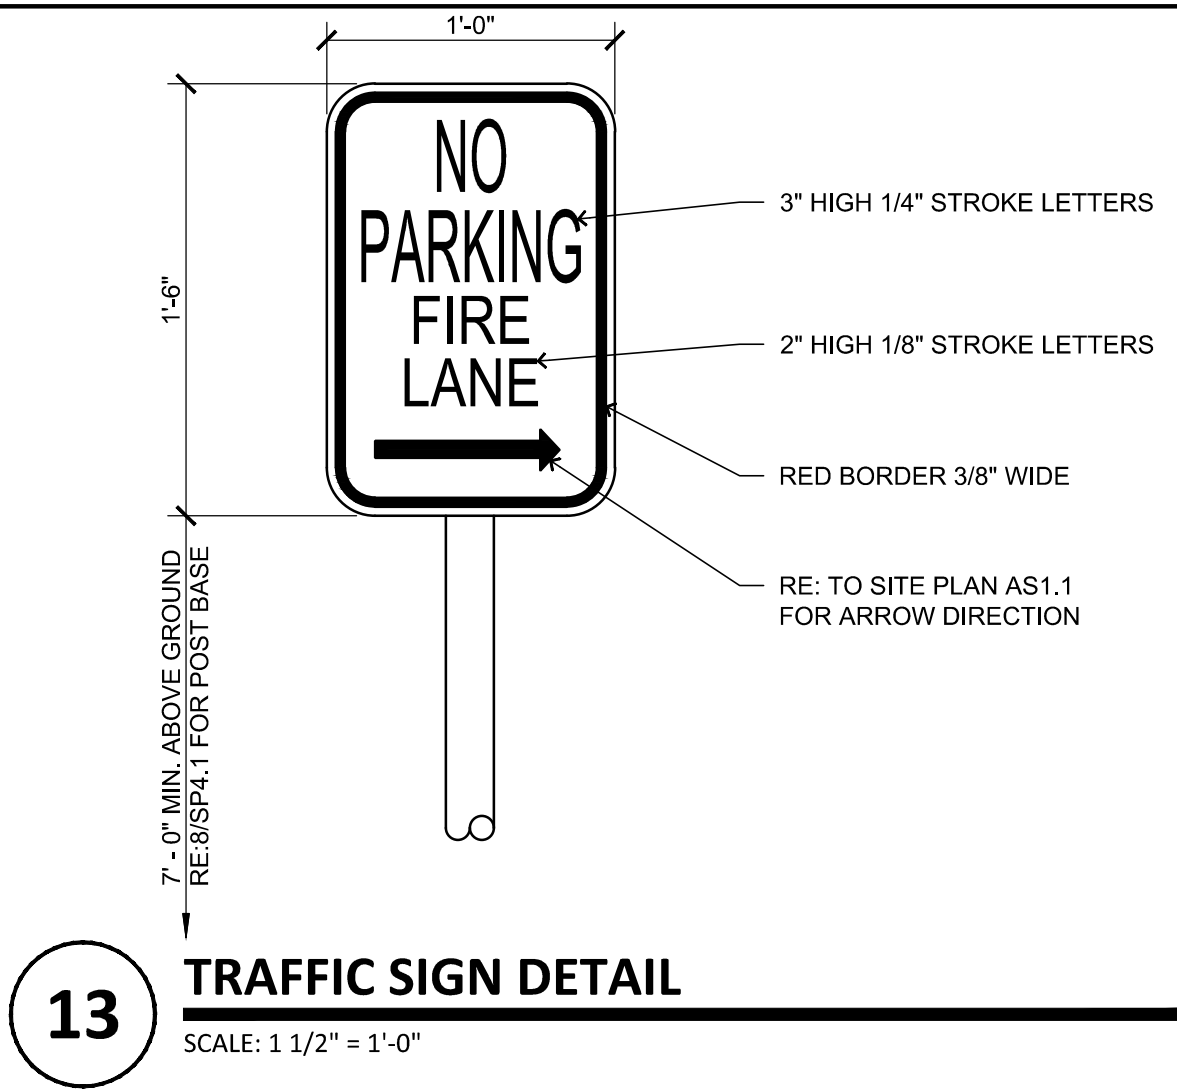 1'-0"
NO
PARKING
FIRE
LANE
3" HIGH 1/4" STROKE LETTERS
2" HIGH 1/8" STROKE LETTERS
RED BORDER 3/8" WIDE
RE: TO SITE PLAN AS1.1
FOR ARROW DIRECTION
1'-6"
7' - 0" MIN. ABOVE GROUND
RE:8/SP4.1 FOR POST BASE
13
TRAFFIC SIGN DETAIL
SCALE: 1 1/2" = 1'-0"